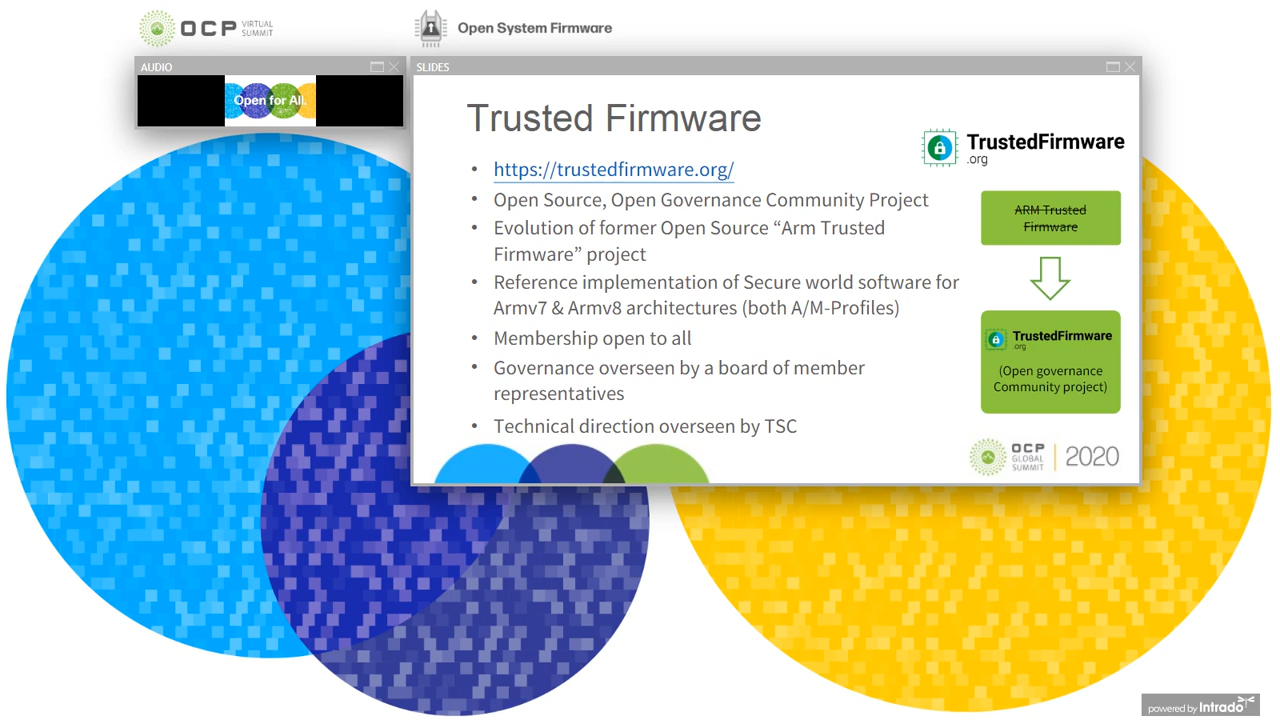 OCP VIRTUAL SUMMIT
Open System Firmware
AUDIO
Open for All.
SLIDES
Trusted Firmware
TrustedFirmware
.org
• https://trustedfirmware.org/
• Open Source, Open Governance Community Project
• Evolution of former Open Source “Arm Trusted
Firmware” project
• Reference implementation of Secure world software for
Armv7 & Armv8 architectures (both A/M-Profiles)
• Membership open to all
• Governance overseen by a board of member
representatives
• Technical direction overseen by TSC
ARM Trusted
Firmware
TrustedFirmware
.org
(Open governance
Community project)
OCP
GLOBAL
SUMMIT
2020
powered by Intrado